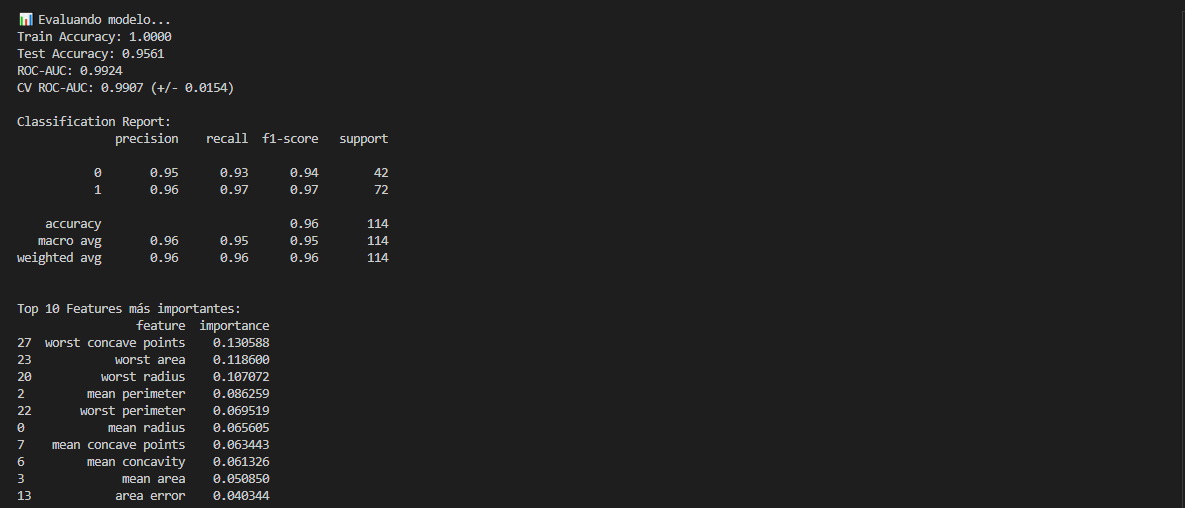 📊 Evaluando modelo...
Train Accuracy: 1.0000
Test Accuracy: 0.9561
ROC-AUC: 0.9924
CV ROC-AUC: 0.9907 (+/- 0.0154)
Classification Report:
precision recall f1-score support
0 0.95 0.93 0.94 42
1 0.96 0.97 0.97 72
accuracy 0.96 114
macro avg 0.96 0.95 0.95 114
weighted avg 0.96 0.96 0.96 114
Top 10 Features más importantes:
feature importance
27 worst concave points 0.130588
23 worst area 0.118600
20 worst radius 0.107072
2 mean perimeter 0.086259
22 worst perimeter 0.069519
0 mean radius 0.065605
7 mean concave points 0.063443
6 mean concavity 0.061326
3 mean area 0.050850
13 area error 0.040344